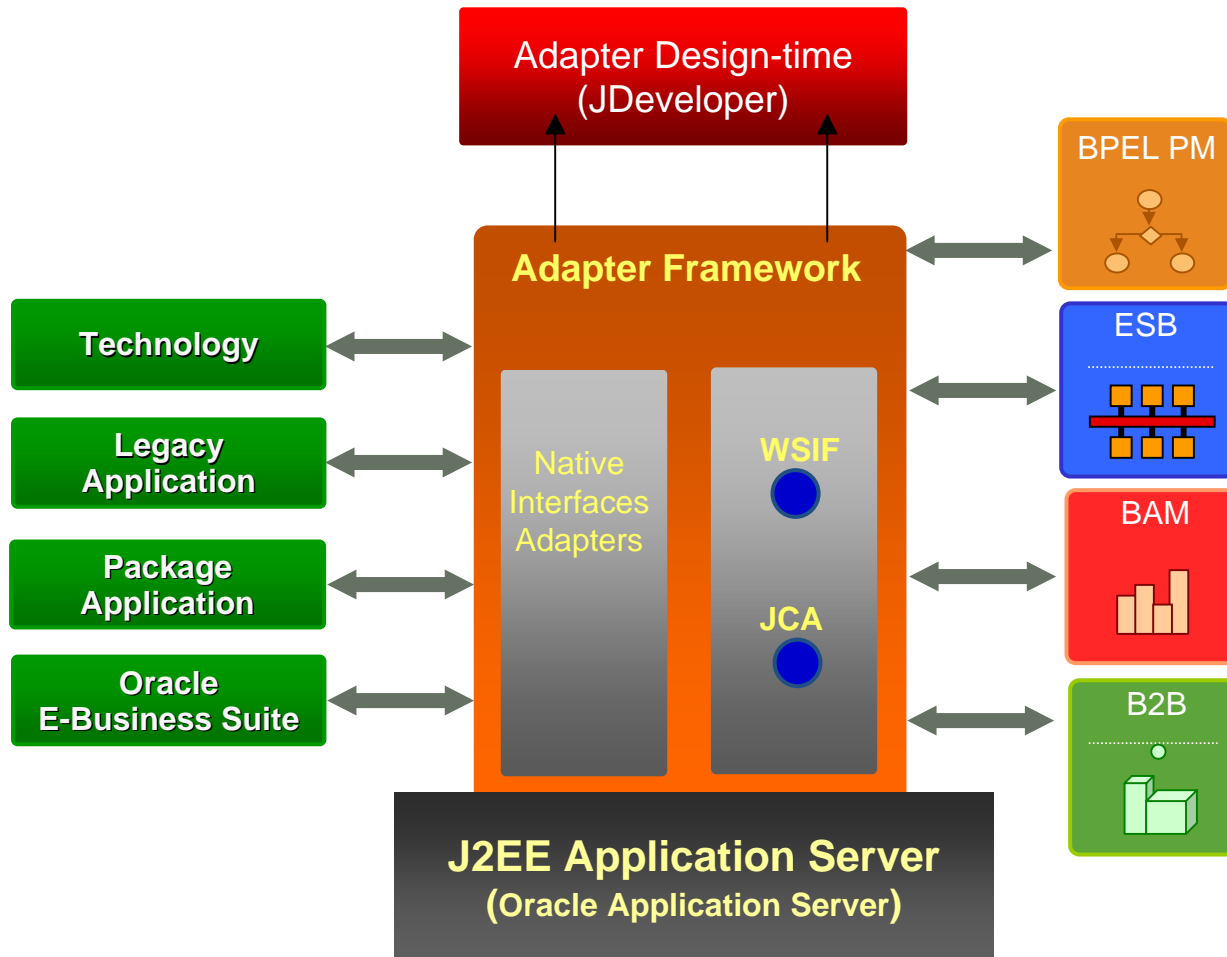 Adapter Design-time
(JDeveloper)
BPEL PM
Adapter Framework
Technology
ESB
Legacy
Application
Native
Interfaces
Adapters
WSIF
BAM
Package
Application
JCA
Oracle
E-Business Suite
B2B
J2EE Application Server
(Oracle Application Server)